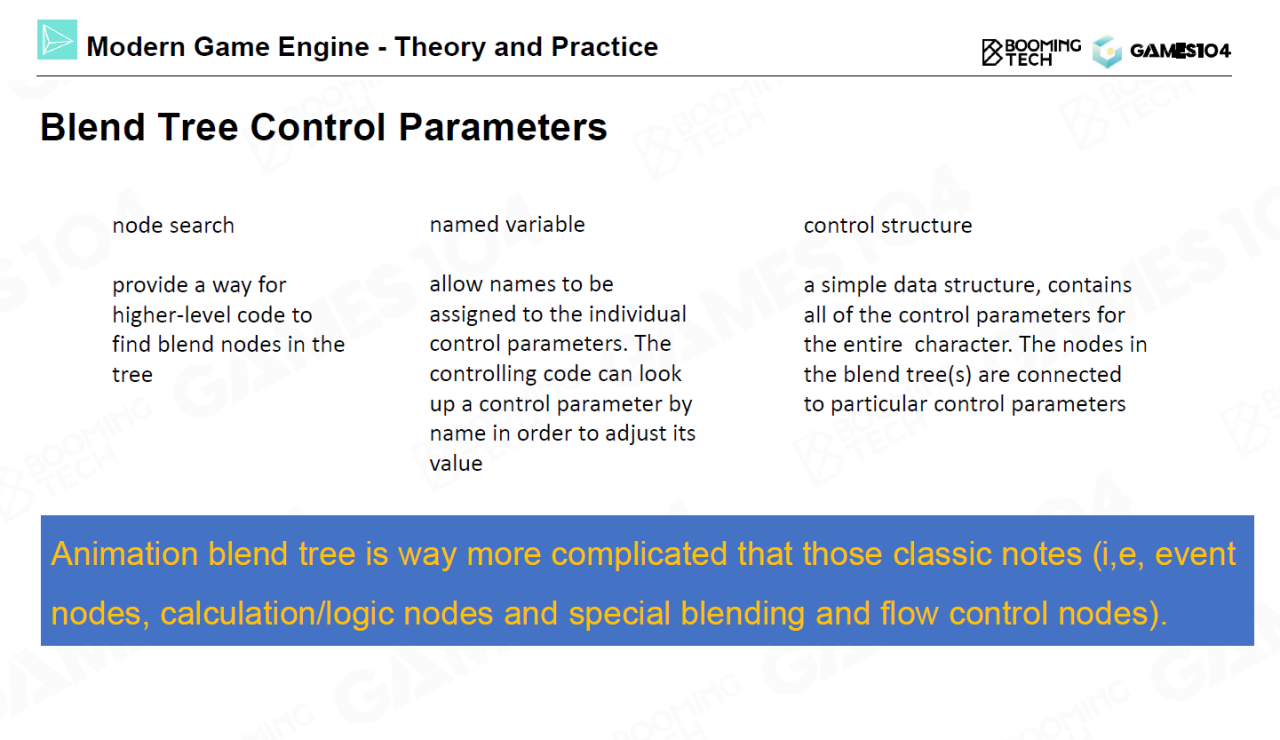 Modern Game Engine - Theory and Practice
BOOMING
TECH
GAMES104
Blend Tree Control Parameters
node search
provide a way for
higher-level code to
find blend nodes in the
tree
named variable
allow names to be
assigned to the individual
control parameters. The
controlling code can look
up a control parameter by
name in order to adjust its
value
control structure
a simple data structure, contains
all of the control parameters for
the entire  character. The nodes in
the blend tree(s) are connected
to particular control parameters
Animation blend tree is way more complicated that those classic notes (i,e, event
nodes, calculation/logic nodes and special blending and flow control nodes).